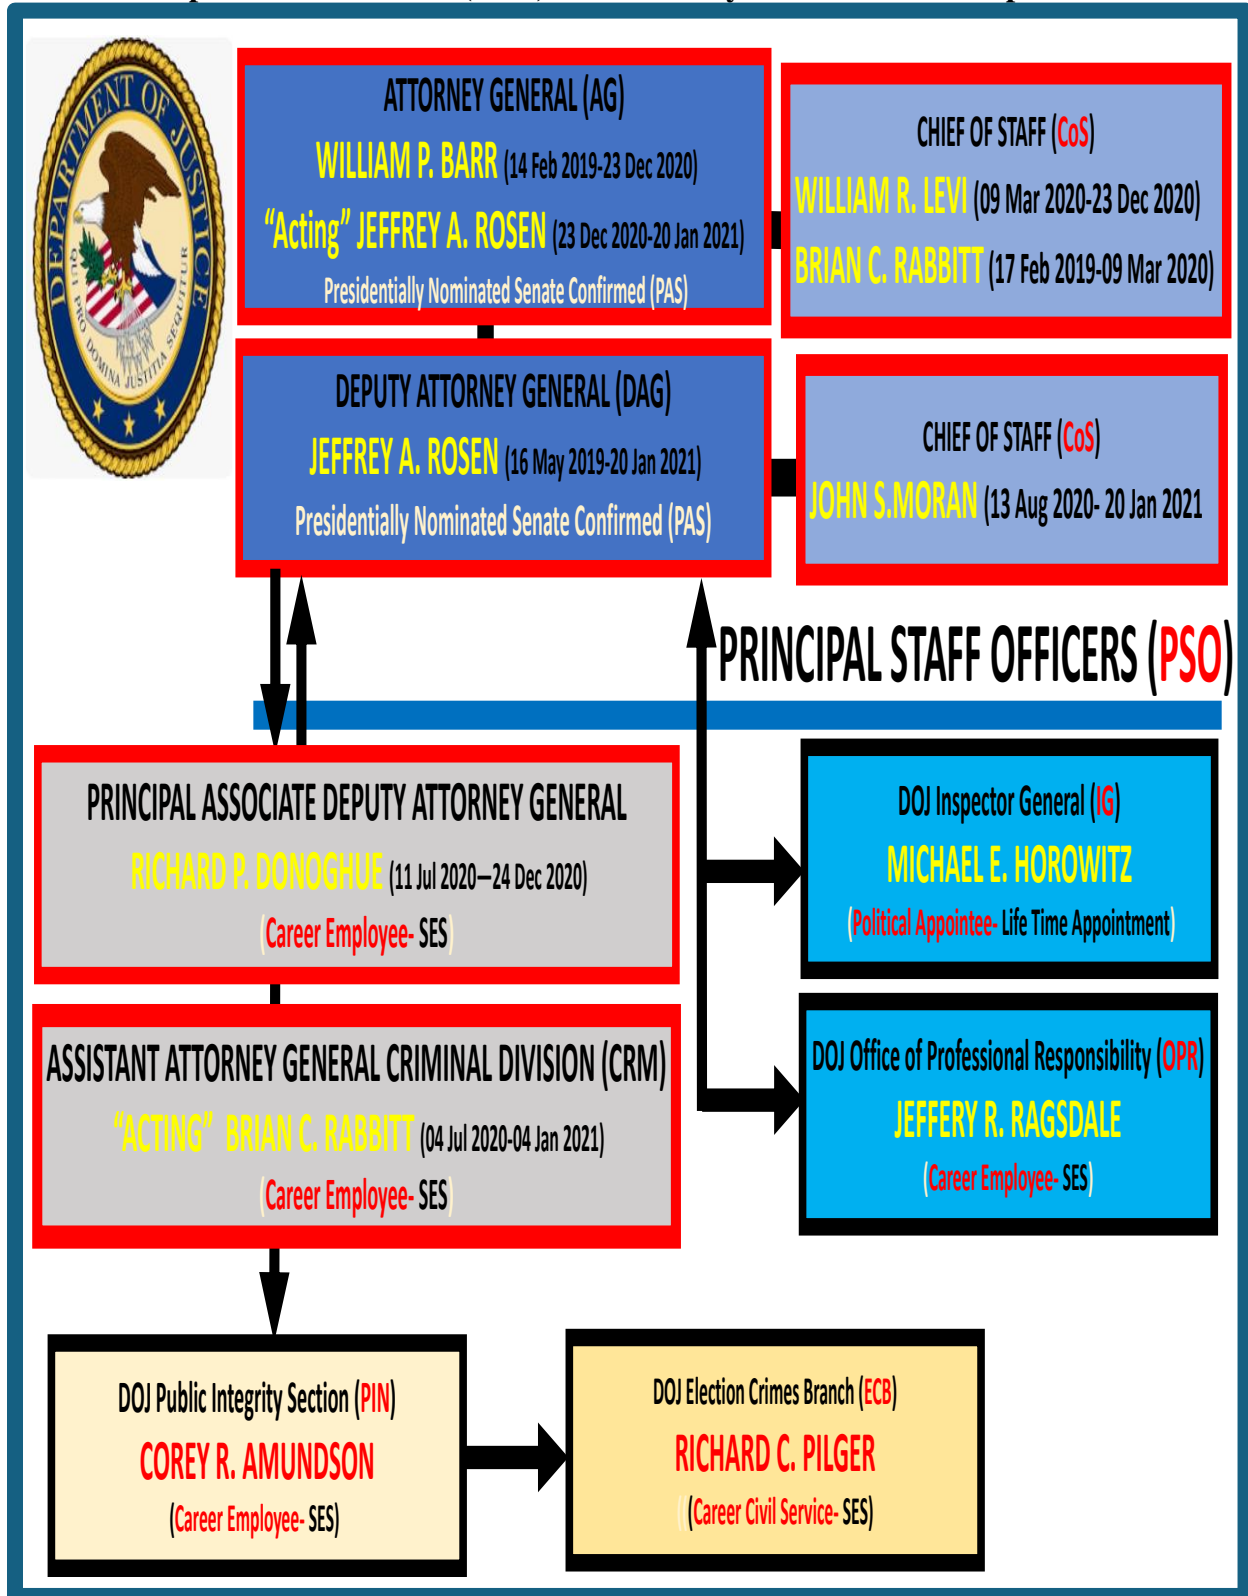 DEPARTMENT OF JUSTICE
QUI PRO DOMINA JUSTITIA SEQUITUR
ATTORNEY GENERAL (AG)
WILLIAM P. BARR (14 Feb 2019-23 Dec 2020)
“Acting” JEFFREY A. ROSEN (23 Dec 2020-20 Jan 2021)
Presidentially Nominated Senate Confirmed (PAS)
CHIEF OF STAFF (CoS)
WILLIAM R. LEVI (09 Mar 2020-23 Dec 2020)
BRIAN C. RABBITT (17 Feb 2019-09 Mar 2020)
DEPUTY ATTORNEY GENERAL (DAG)
JEFFREY A. ROSEN (16 May 2019-20 Jan 2021)
Presidentially Nominated Senate Confirmed (PAS)
CHIEF OF STAFF (CoS)
JOHN S.MORAN (13 Aug 2020- 20 Jan 2021
PRINCIPAL STAFF OFFICERS (PSO)
PRINCIPAL ASSOCIATE DEPUTY ATTORNEY GENERAL
RICHARD P. DONOGHUE (11 Jul 2020—24 Dec 2020)
(Career Employee- SES)
DOJ Inspector General (IG)
MICHAEL E. HOROWITZ
(Political Appointee- Life Time Appointment)
ASSISTANT ATTORNEY GENERAL CRIMINAL DIVISION (CRM)
“ACTING” BRIAN C. RABBITT (04 Jul 2020-04 Jan 2021)
(Career Employee- SES)
DOJ Office of Professional Responsibility (OPR)
JEFFERY R. RAGSDALE
(Career Employee- SES)
DOJ Public Integrity Section (PIN)
COREY R. AMUNDSON
(Career Employee- SES)
DOJ Election Crimes Branch (ECB)
RICHARD C. PILGER
(((Career Civil Service- SES)